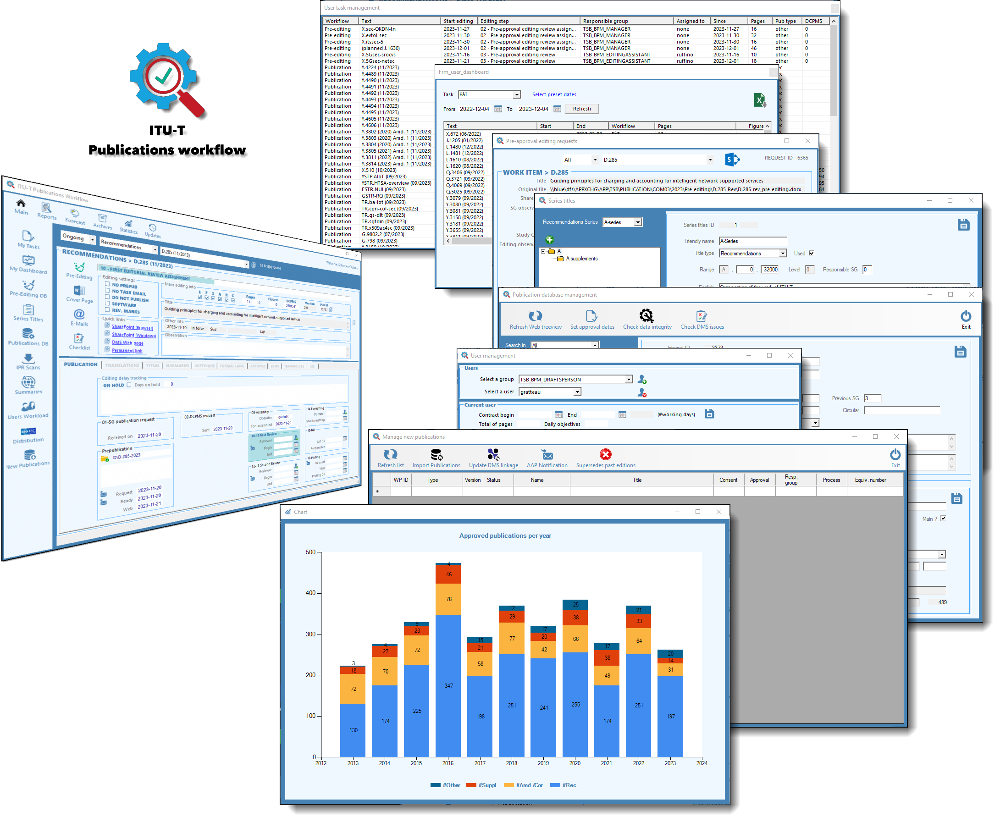 ITU-T
Publications workflow
User task management
Workflow Text Start editing Editing step Responsible group Assigned to Since Pages Pub type DCPMS
Pre-editing X.sec-QKDN-tn 2023-11-27 02 - Pre-approval editing review assign... TSB_BPM_MANAGER none 2023-11-27 16 other 0
Pre-editing X.evtol-sec 2023-11-30 02 - Pre-approval editing review assign... TSB_BPM_MANAGER none 2023-11-30 32 other 0
Pre-editing X.itssec-5 2023-11-30 02 - Pre-approval editing review assign... TSB_BPM_MANAGER none 2023-11-30 16 other 0
Pre-editing (planned J.1630) 2023-12-01 02 - Pre-approval editing review assign... TSB_BPM_MANAGER none 2023-12-01 46 other 0
Pre-editing X.5Gsec-srocvs 2023-11-16 03 - Pre-approval editing review TSB_BPM_EDITINGASSISTANT ruffino 2023-11-16 10 other 0
Pre-editing X.5Gsec-netec 2023-11-21 03 - Pre-approval editing review TSB_BPM_EDITINGASSISTANT ruffino 2023-12-01 18 other 0
Publication Y.4224 (11/2023)
Publication Y.4489 (11/2023)
Publication Y.4490 (11/2023)
Publication Y.4491 (11/2023)
Publication Y.4492 (11/2023)
Publication Y.4493 (11/2023)
Publication Y.4494 (11/2023)
Publication Y.4495 (11/2023)
Publication Y.4605 (11/2023)
Publication Y.4606 (11/2023)
Publication Y.3802 (2020) Amd. 1 (11/2023)
Publication Y.3803 (2020) Amd. 1 (11/2023)
Publication Y.3804 (2020) Amd. 1 (11/2023)
Publication Y.3805 (2021) Amd. 1 (11/2023)
Publication Y.3811 (2022) Amd. 1 (11/2023)
Publication Y.3814 (2023) Amd. 1 (11/2023)
Publication X.510 (10/2023)
Publication YSTP.AIoT (09/2023)
Publication YSTR.HTSA-overview (09/2023)
Publication ESTR.NUI (09/2023)
Publication GSTR-RQ (09/2023)
Publication TR.ba-iot (09/2023)
Publication TR.cpn-col-sec (09/2023)
Publication TR.qs-dlt (09/2023)
Publication TR.sgfdm (09/2023)
Publication TR.x509ac4sc (09/2023)
Publication G.9802.2 (07/2023)
Publication G.798 (09/2023)
Frm_user_dashboard
Task BàT Select preset dates
From 2022-12-04 To 2023-12-04 Refresh
Text Start End Workflow Pages Figure
X.672 (06/2022)
J.1205 (01/2022)
L.1480 (12/2022)
L.1481 (12/2022)
L.1610 (08/2022)
L.1620 (08/2022)
Q.3406 (09/2022)
Q.3721 (09/2022)
Q.4069 (09/2022)
Q.5025 (09/2022)
Y.3079 (09/2022)
Y.3080 (09/2022)
Y.3081 (09/2022)
Y.3158 (09/2022)
Y.3181 (09/2022)
Y.3655 (09/2022)
Y.3811 (09/2022)
Pre-approval editing requests
All D.285 REQUEST ID 6365
WORK ITEM > D.285
Title Guiding principles for charging and accounting for intelligent network supported services
Original file \\blue\dfs\APPXCHG\APP\TSB\PUBLICATION\COM03\2023\Pre-editing\D.285-Rev\D.285-rev_pre-editing.docx
Share
SG observa
Study G
Editing observa
Series titles
Recommendations Series A-series
A
A supplements
Series titles ID 1
Friendly name A-Series
Title type Recommendations Used
Range A . 0 . 32000 Level 0 Responsible SG 0
Publication database management
Refresh Web treeview Set approval dates Check data integrity Check DMS issues Exit
Search in All
Previous SG 3
Circular
Main ?
489
User management
Users
Select a group TSB_BPM_DRAFTSPERSON
Select a user gratteau
Current user
Contract begin End (#working days)
Total of pages Daily objectives
Manage new publications
Refresh list Import Publications Update DMS linkage AAP Notification Supersedes past editions Exit
WP ID Type Version Status Name Title Consent Approval Resp. group Process Equiv. number
ITU-T Publications Workflow
Main Reports Forecast Archives Statistics Updates
My Tasks
My Dashboard
Pre-Editing DB
Series Titles
Publications DB
IPR Scans
Summaries
Users Workload
Distribution
New Publications
Ongoing Recommendations D.285 (11/2023) 62 text(s) found
RECOMMENDATIONS > D.285 (11/2023)
10 - FIRST EDITORIAL REVIEW ASSIGNMENT
Pre-Editing
Cover Page
E-Mails
Checklist
Editing settings
NO PREPUB
NO TASK EMAIL
DO NOT PUBLISH
SOFTWARE
REV. MARKS
Quick links
SharePoint (Browser)
SharePoint (Windows)
DMS Web page
Permanent link
Main editing info
E F S A R C Pages Figures DCPMS Version Pub ID
11 10 0 2301561 2.0
Title
Guiding principles for charging and accounting for intelligent network supported services
Other info
2023-11-10 In force SG3 TAP
Observation
PUBLICATION TRANSLATIONS TITLES SUMMARIES SOFTWARE FORMAL LANG. ARCHIVES EDMS TERMINOLOGY
Editing delay tracking
ON HOLD Days on hold 0
01-SG publication request
Received on 2023-11-20
02-DCPMS request
Sent 2023-11-20
Prepublication
D\D.285-2023
Request 2023-11-20
Ready 2023-11-20
Web 2023-11-21
08-Assembly
Operator gachetc
Text assembled 2023-11-21
10-11 First Review
Reviewer
Begin
End
12-13 Second Review
Reviewer
Begin
End
14-Formatting
Operator
Final formatting
18-BàT
BàT OK
Responsible
19-Posting
Request
Web
Posting OK
Chart
Approved publications per year
500
400
300
200
100
0
3 4 9 4 15 12 17 25 17 21 20
18 27 23 46 21 29 20 38 38 33 14
72 70 72 76 58 77 42 66 49 64 31
130 174 225 347 198 251 241 255 174 251 197
2012 2013 2014 2015 2016 2017 2018 2019 2020 2021 2022 2023 2024
#Other #Suppl. #Amd./Cor. #Rec.